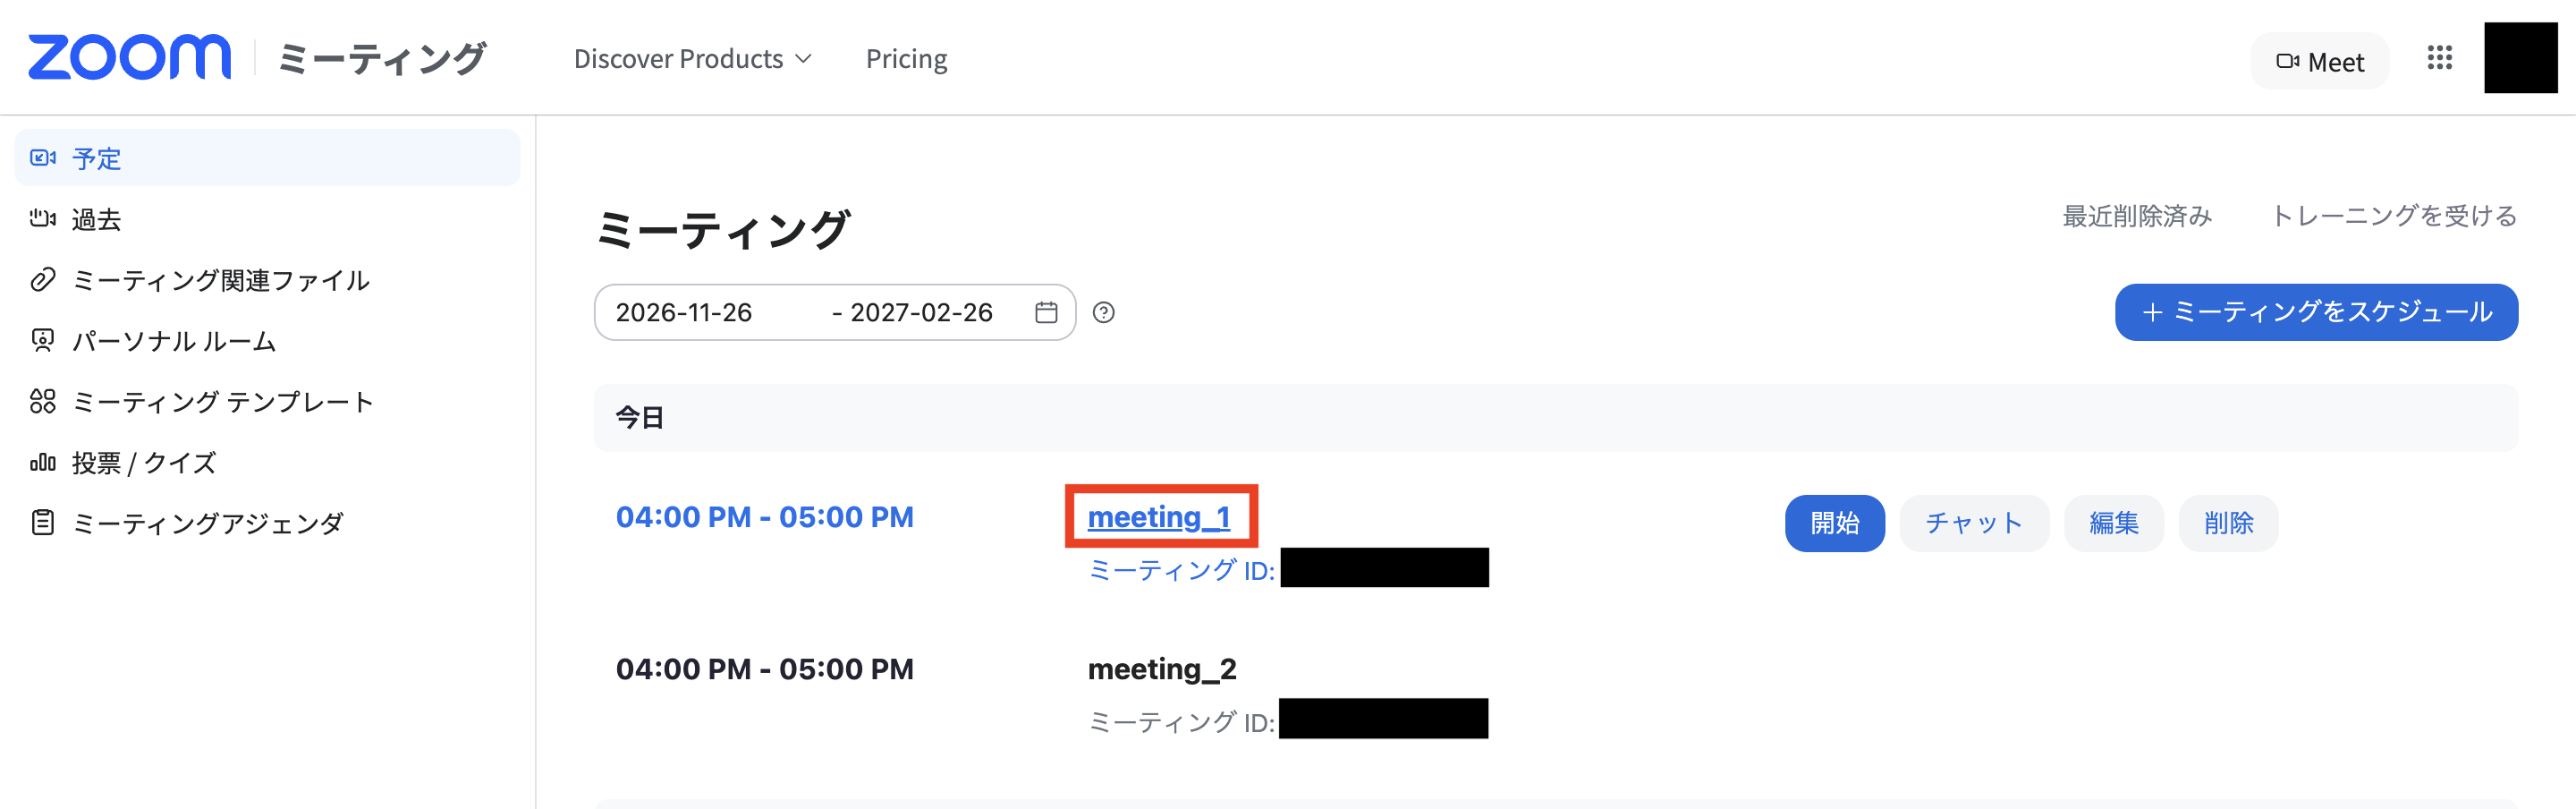 zoom ミーティング Discover Products Pricing Meet
予定
過去
ミーティング関連ファイル
パーソナル ルーム
ミーティング テンプレート
投票 / クイズ
ミーティングアジェンダ
ミーティング
最近削除済み トレーニングを受ける
2026-11-26 - 2027-02-26
+ ミーティングをスケジュール
今日
04:00 PM - 05:00 PM meeting_1 開始 チャット 編集 削除
ミーティング ID:
04:00 PM - 05:00 PM meeting_2
ミーティング ID: